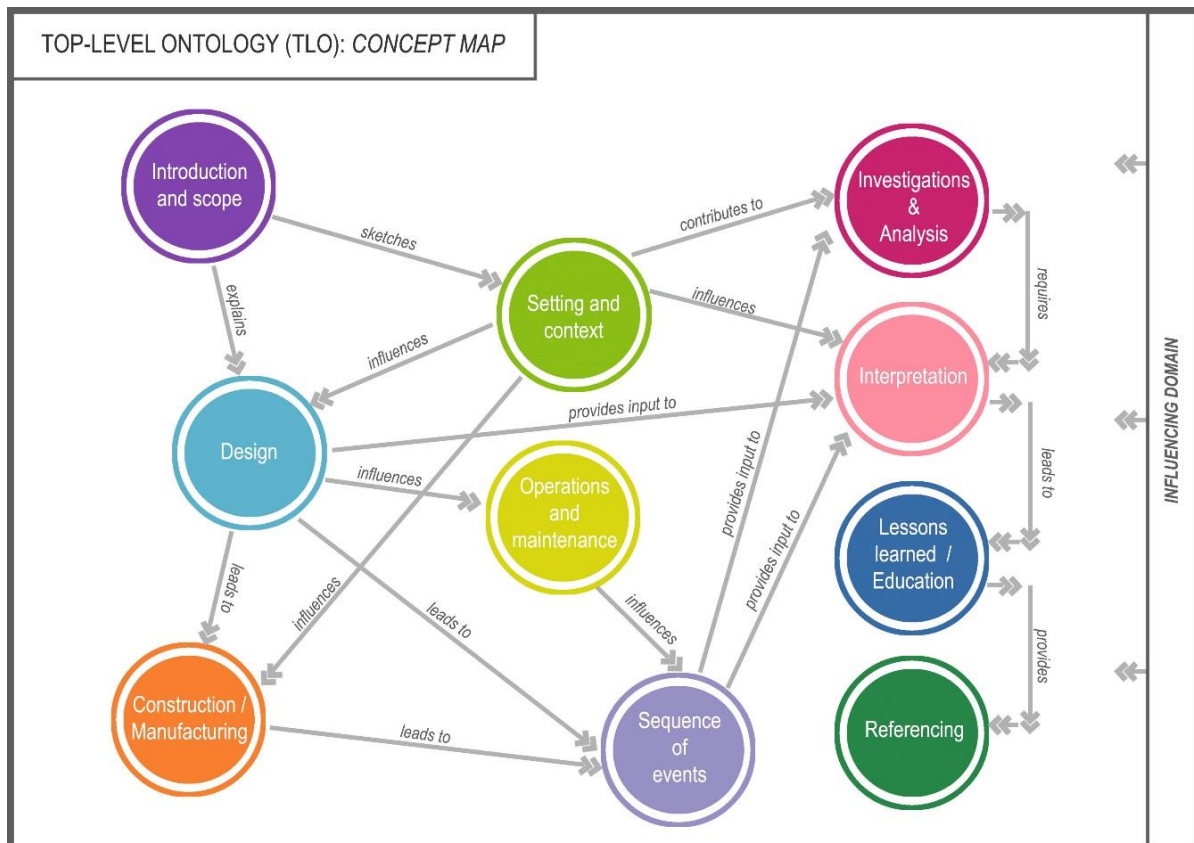 TOP-LEVEL ONTOLOGY (TLO): CONCEPT MAP
Introduction
and scope
sketches
explains
Setting and
context
contributes to
influences
influences
influences
Investigations
&
Analysis
requires
Interpretation
leads to
Design
provides input to
influences
leads to
leads to
Operations
and
maintenance
influences
provides input to
provides input to
Lessons
learned /
Education
provides
Construction /
Manufacturing
leads to
Sequence
of
events
Referencing
INFLUENCING DOMAIN